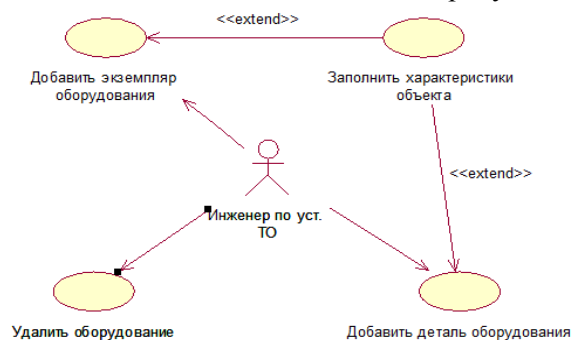 <<extend>>
Добавить экземпляр
оборудования
Заполнить характеристики
объекта
<<extend>>
Инженер по уст.
ТО
Удалить оборудование
Добавить деталь оборудования